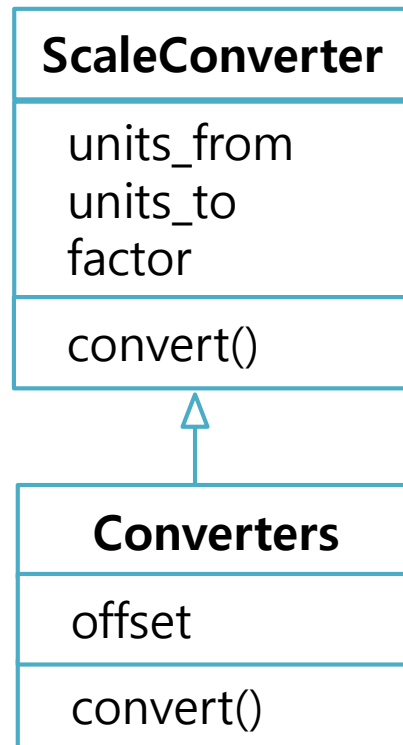 ScaleConverter
units_from
units_to
factor
convert()
Converters
offset
convert()